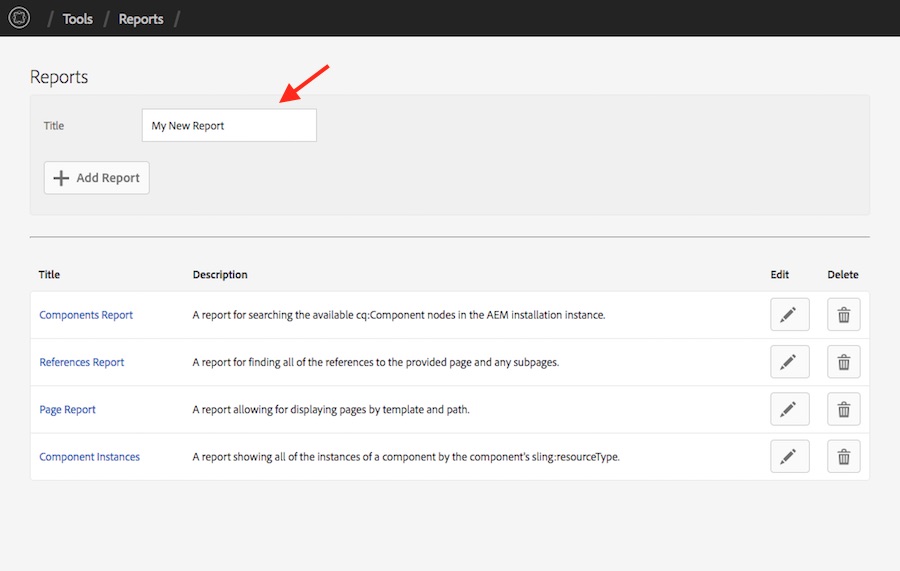 / Tools / Reports /
Reports
Title My New Report
Add Report
Title Description Edit Delete
Components Report A report for searching the available cq:Component nodes in the AEM installation instance.
References Report A report for finding all of the references to the provided page and any subpages.
Page Report A report allowing for displaying pages by template and path.
Component Instances A report showing all of the instances of a component by the component's sling:resourceType.